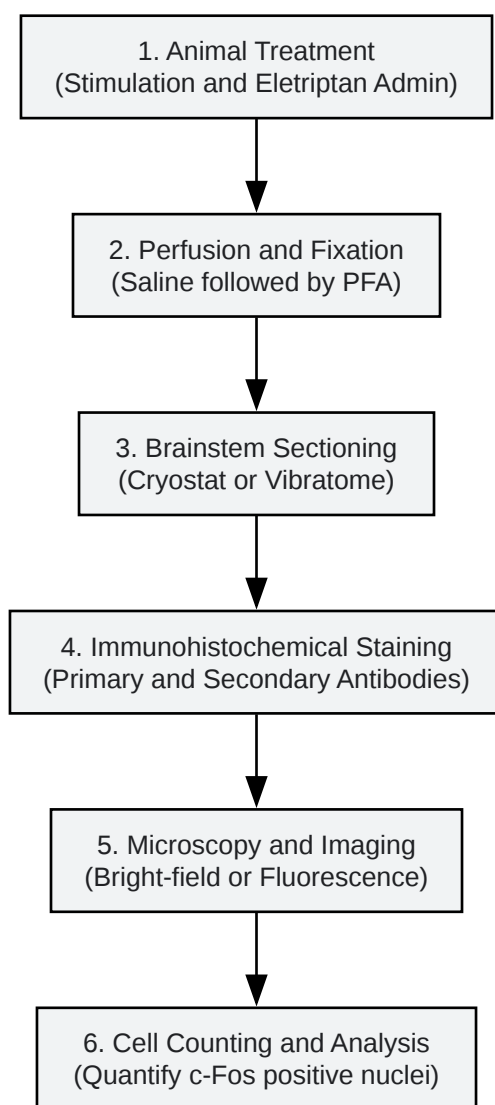 1. Animal Treatment
(Stimulation and Eletriptan Admin)
2. Perfusion and Fixation
(Saline followed by PFA)
3. Brainstem Sectioning
(Cryostat or Vibratome)
4. Immunohistochemical Staining
(Primary and Secondary Antibodies)
5. Microscopy and Imaging
(Bright-field or Fluorescence)
6. Cell Counting and Analysis
(Quantify c-Fos positive nuclei)